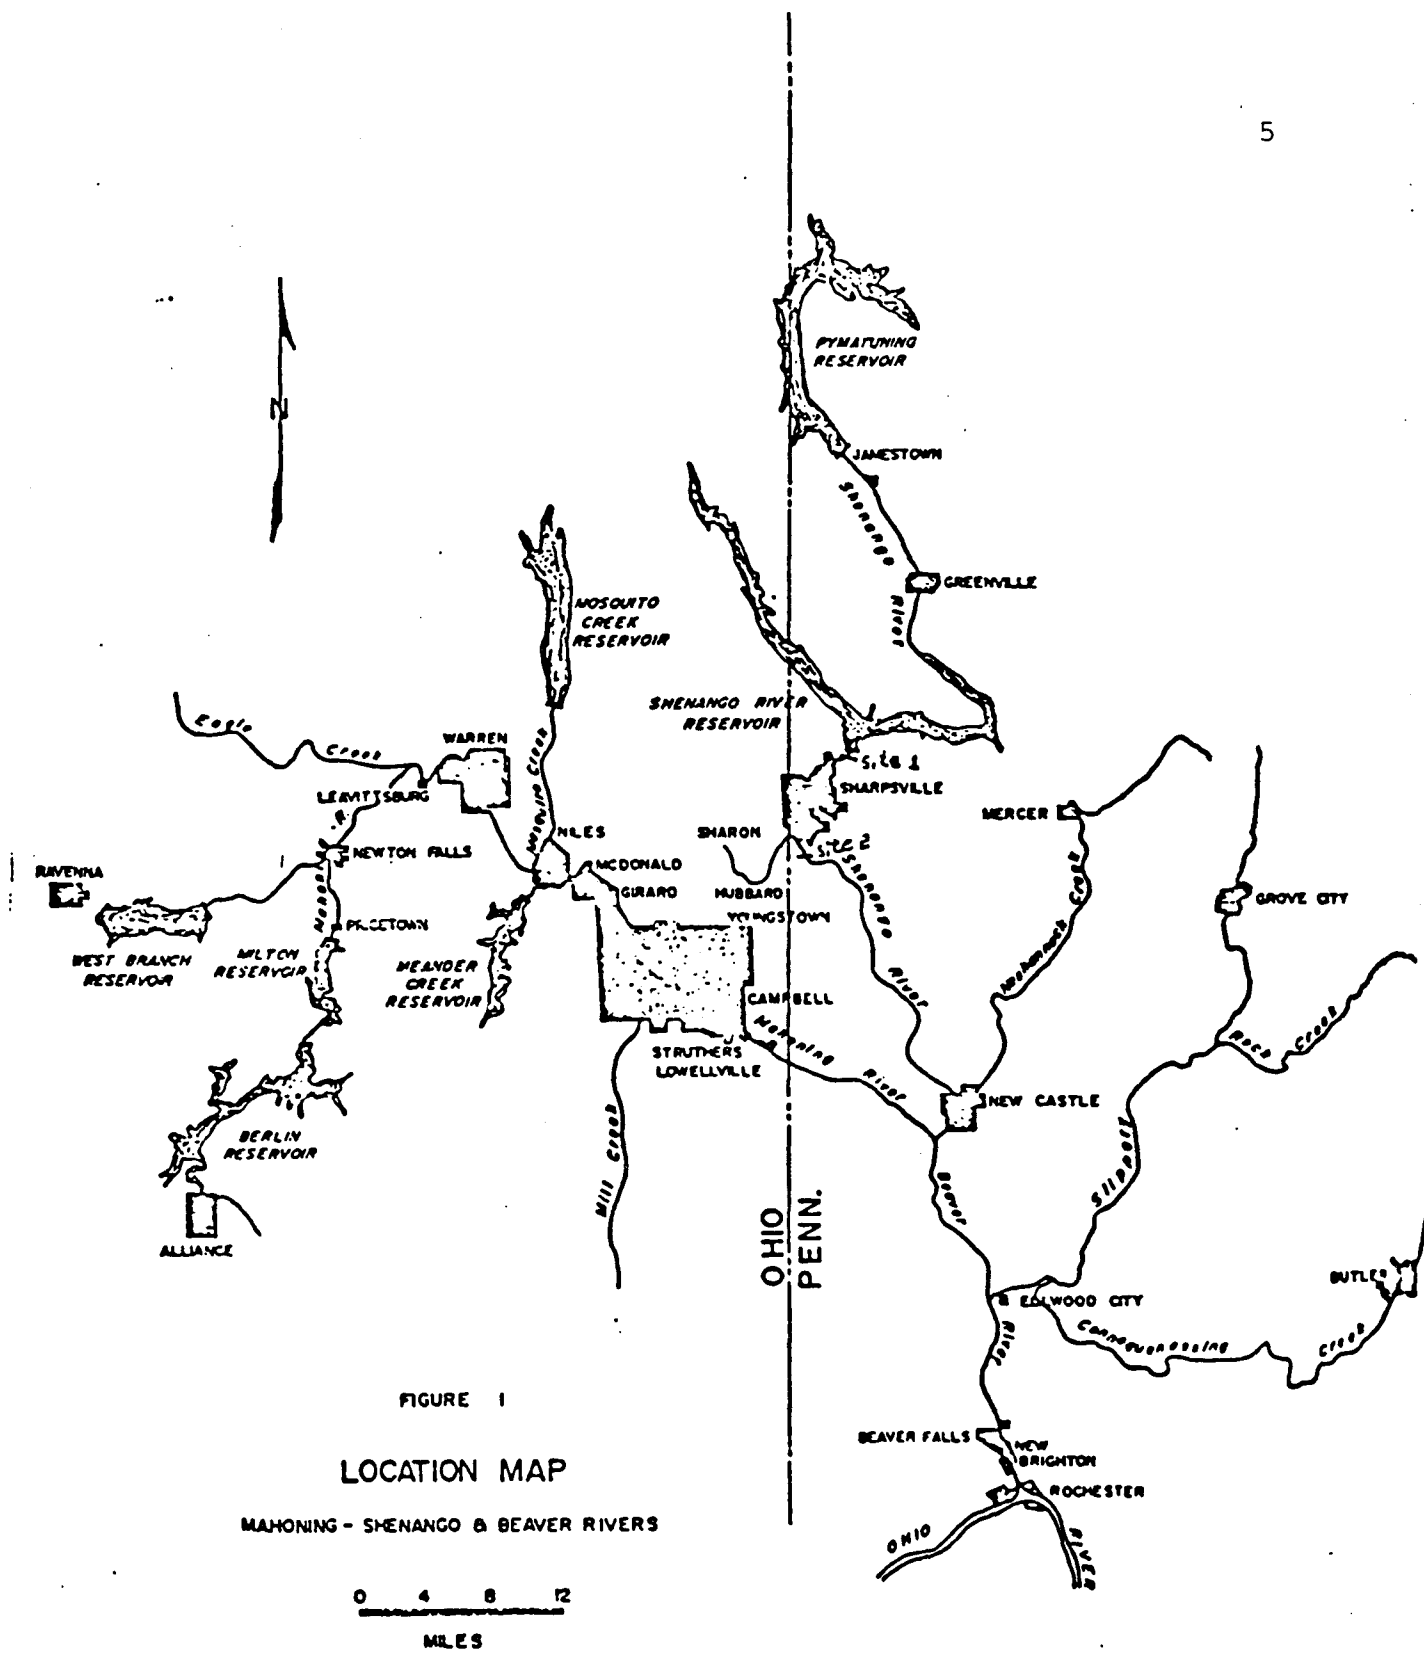 5
PYMATUNING
RESERVOIR
JAMESTOWN
Shenango
River
GREENVILLE
MOSQUITO
CREEK
RESERVOIR
SHENANGO RIVER
RESERVOIR
Eagle
Creek
WARREN
Mosquito Creek
Site 1
SHARPSVILLE
LEAVITTSBURG
MERCER
NILES
SHARON
Site 2
NEWTON FALLS
MCDONALD
RAVENNA
GIRARD
HUBBARD
Shenango
River
Neshannock Creek
GROVE CITY
YOUNGSTOWN
Mahoning
R.
PRICETOWN
WEST BRANCH
RESERVOIR
MILTON
RESERVOIR
MEANDER
CREEK
RESERVOIR
CAMPBELL
Mahoning
River
STRUTHERS
LOWELLVILLE
Rock Creek
NEW CASTLE
BERLIN
RESERVOIR
Mill Creek
Slippery
Beaver
River
ALLIANCE
OHIO
PENN.
BUTLER
ELLWOOD CITY
Connoquenessing
Creek
FIGURE 1
BEAVER FALLS
NEW
BRIGHTON
LOCATION MAP
ROCHESTER
MAHONING - SHENANGO & BEAVER RIVERS
OHIO
RIVER
0 4 8 12
MILES
N